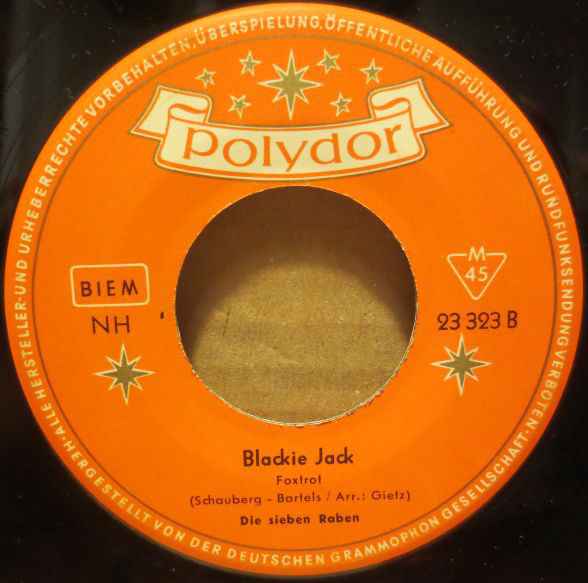 ALLE HERSTELLER-UND URHEBERRECHTE VORBEHALTEN, ÜBERSPIELUNG, ÖFFENTLICHE AUFFÜHRUNG UND RUNDFUNKSENDUNG VERBOTEN·
polydor
BIEM
NH
M
45
23 323 B
Blackie Jack
Foxtrot
(Schauberg - Bartels / Arr.: Gietz)
Die sieben Raben
HERGESTELLT VON DER DEUTSCHEN GRAMMOPHON GESELLSCHAFT·